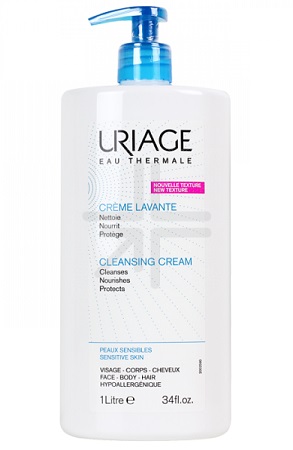 URIAGE
EAU THERMALE
NOUVELLE TEXTURE
NEW TEXTURE
CRÈME LAVANTE
Nettoie
Nourrit
Protège
CLEANSING CREAM
Cleanses
Nourishes
Protects
PEAUX SENSIBLES
SENSITIVE SKIN
VISAGE - CORPS - CHEVEUX
FACE - BODY - HAIR
HYPOALLERGÉNIQUE
1 Litre e 34fl.oz.